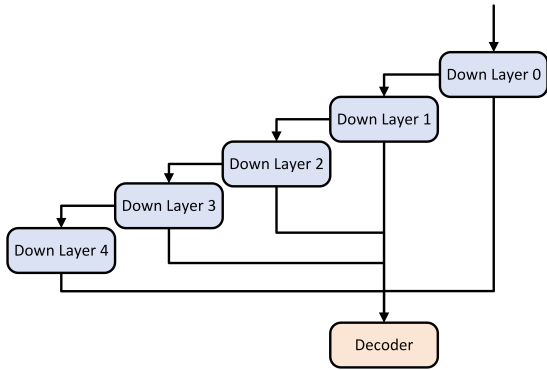 Down Layer 0
Down Layer 1
Down Layer 2
Down Layer 3
Down Layer 4
Decoder